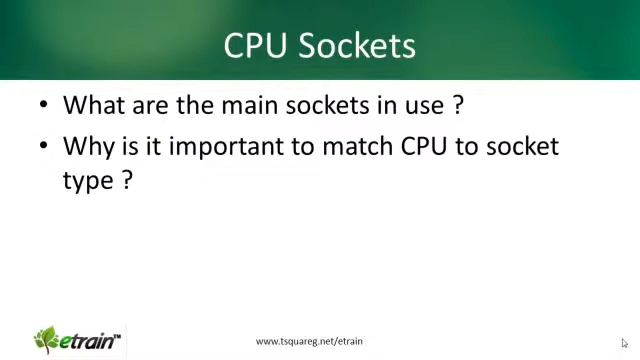 CPU Sockets
• What are the main sockets in use ?
• Why is it important to match CPU to socket
type ?
etrain™
www.tsquareg.net/etrain